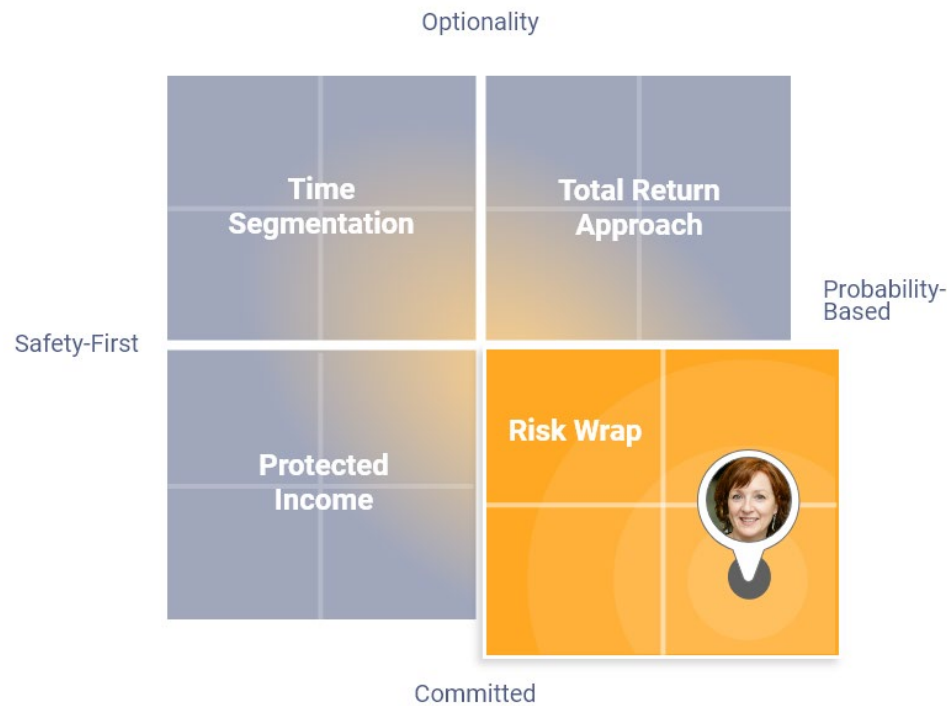 Optionality
Time
Segmentation
Total Return
Approach
Probability-
Based
Safety-First
Risk Wrap
Protected
Income
Committed